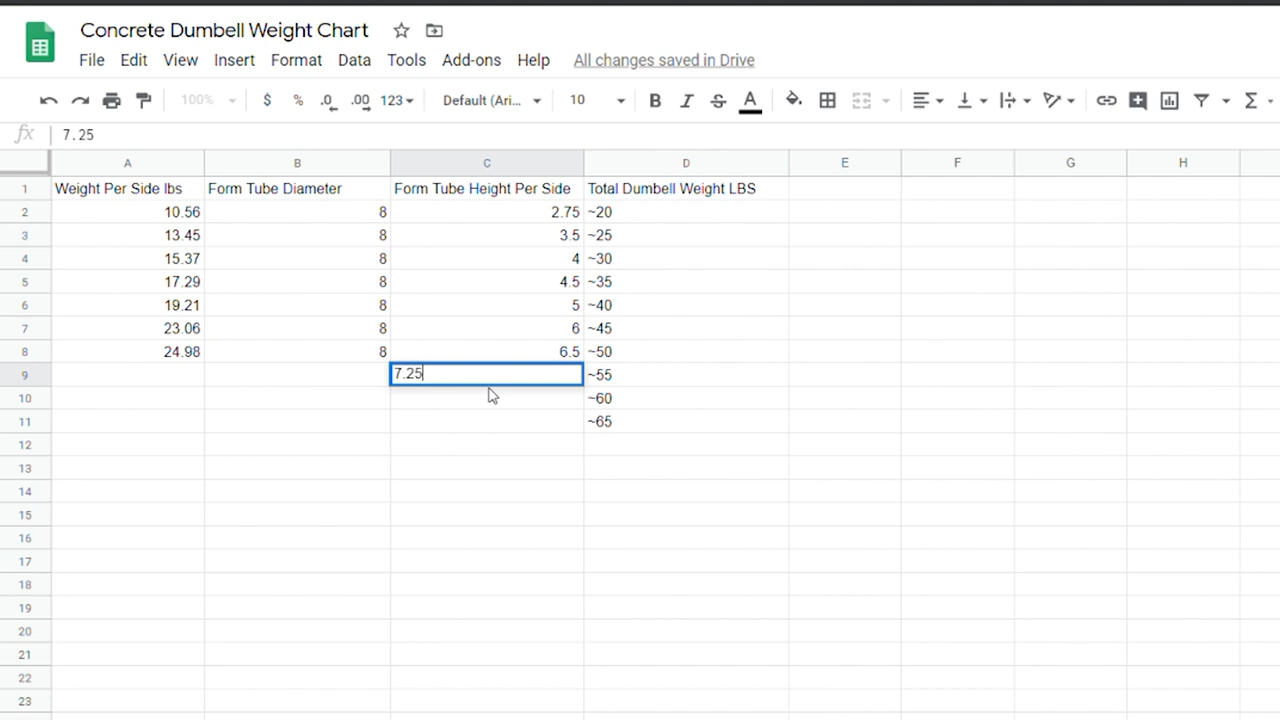 Concrete Dumbell Weight Chart
File Edit View Insert Format Data Tools Add-ons Help All changes saved in Drive
100% $ % .0 .00 123 Default (Ari... 10 B I S A Σ
fx 7.25
A B C D E F G H
1 Weight Per Side lbs Form Tube Diameter Form Tube Height Per Side Total Dumbell Weight LBS
2 10.56 8 2.75 ~20
3 13.45 8 3.5 ~25
4 15.37 8 4 ~30
5 17.29 8 4.5 ~35
6 19.21 8 5 ~40
7 23.06 8 6 ~45
8 24.98 8 6.5 ~50
9 7.25 ~55
10 ~60
11 ~65
12
13
14
15
16
17
18
19
20
21
22
23